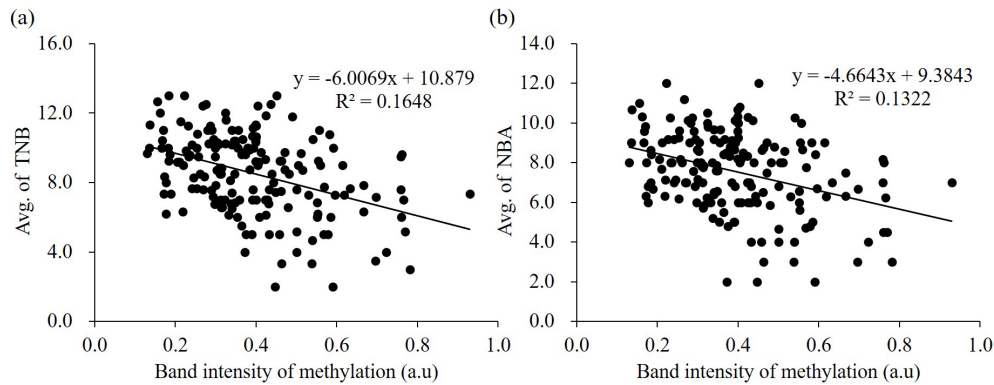 (a)
16.0
12.0
8.0
4.0
0.0
Avg. of TNB
y = -6.0069x + 10.879
R² = 0.1648
0.0 0.2 0.4 0.6 0.8 1.0
Band intensity of methylation (a.u)
(b)
14.0
12.0
10.0
8.0
6.0
4.0
2.0
0.0
Avg. of NBA
y = -4.6643x + 9.3843
R² = 0.1322
0.0 0.2 0.4 0.6 0.8 1.0
Band intensity of methylation (a.u)